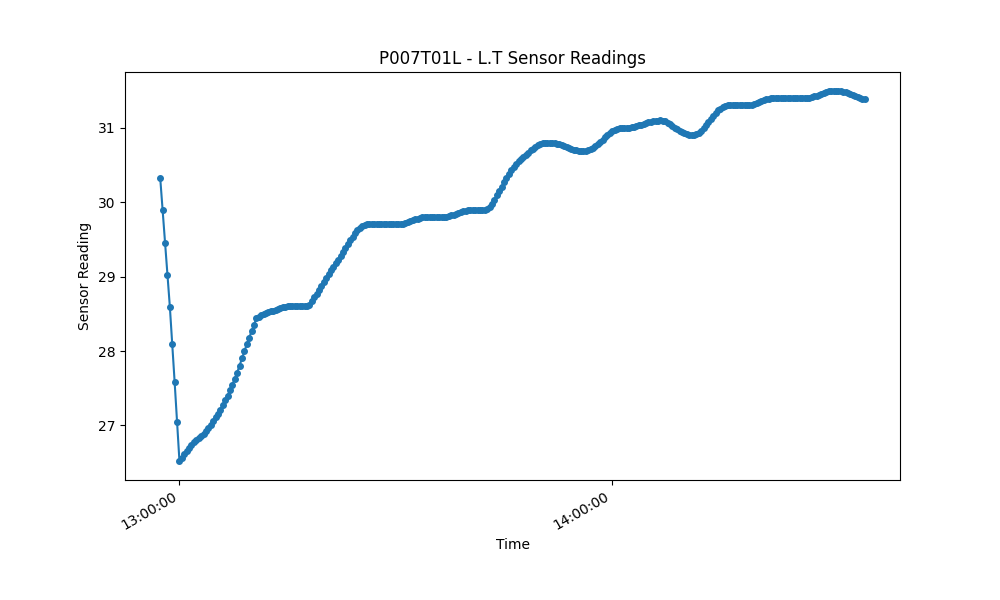 P007T01L - L.T Sensor Readings
Sensor Reading
31
30
29
28
27
13:00:00
14:00:00
Time